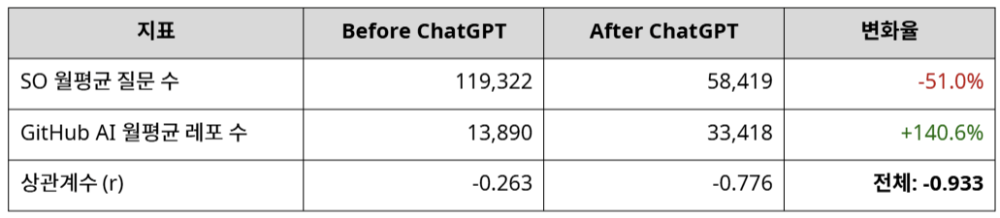 지표 Before ChatGPT After ChatGPT 변화율
SO 월평균 질문 수 119,322 58,419 -51.0%
GitHub AI 월평균 레포 수 13,890 33,418 +140.6%
상관계수 (r) -0.263 -0.776 전체: -0.933